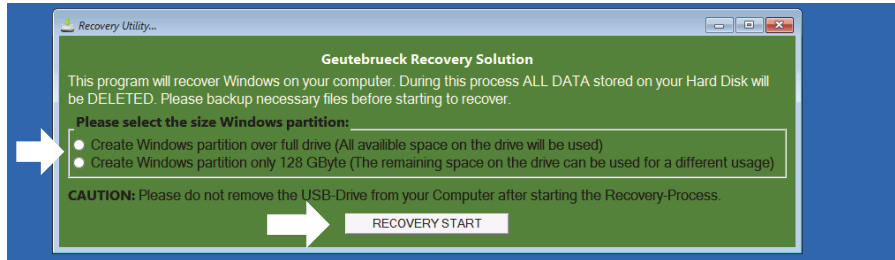 Recovery Utility...
Geutebrueck Recovery Solution
This program will recover Windows on your computer. During this process ALL DATA stored on your Hard Disk will
be DELETED. Please backup necessary files before starting to recover.
Please select the size Windows partition:
Create Windows partition over full drive (All availible space on the drive will be used)
Create Windows partition only 128 GByte (The remaining space on the drive can be used for a different usage)
CAUTION: Please do not remove the USB-Drive from your Computer after starting the Recovery-Process.
RECOVERY START